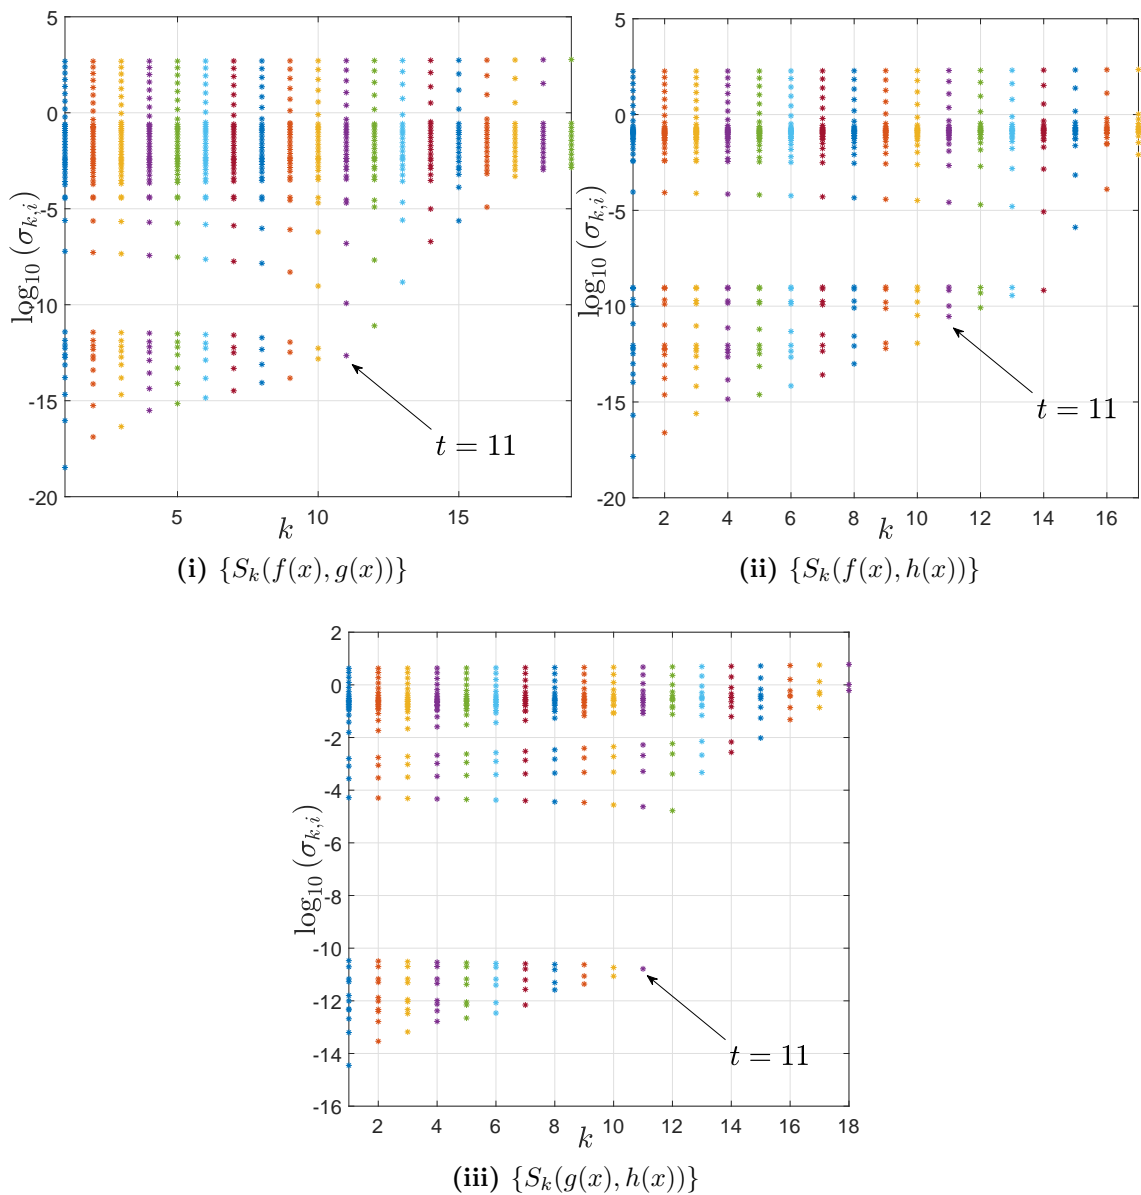 5
0
-5
-10
-15
-20
log₁₀ (σₖ,ᵢ)
t = 11
5 10 15
k
(i) {Sₖ(f(x), g(x))}
5
0
-5
-10
-15
-20
log₁₀ (σₖ,ᵢ)
t = 11
2 4 6 8 10 12 14 16
k
(ii) {Sₖ(f(x), h(x))}
2
0
-2
-4
-6
-8
-10
-12
-14
-16
log₁₀ (σₖ,ᵢ)
t = 11
2 4 6 8 10 12 14 16 18
k
(iii) {Sₖ(g(x), h(x))}